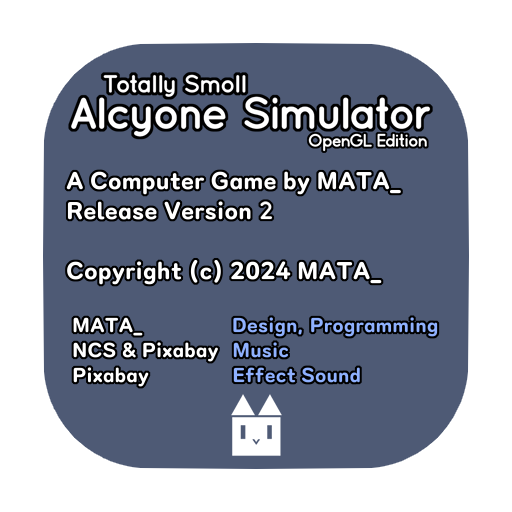 Totally Smoll
Alcyone Simulator
OpenGL Edition
A Computer Game by MATA_
Release Version 2
Copyright (c) 2024 MATA_
MATA_ Design, Programming
NCS & Pixabay Music
Pixabay Effect Sound